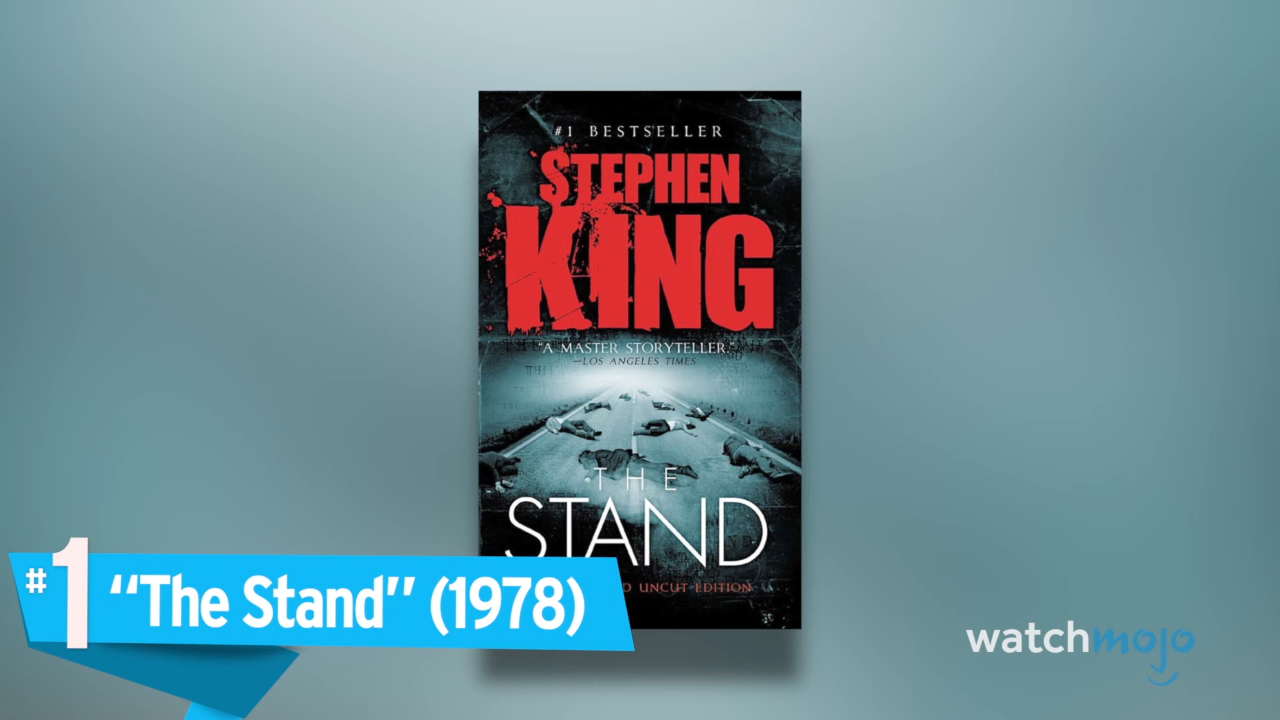 #1 BESTSELLER
STEPHEN
KING
"A MASTER STORYTELLER."
—LOS ANGELES TIMES
THE
STAND
UNCUT EDITION
#1 “The Stand” (1978)
watchmojo